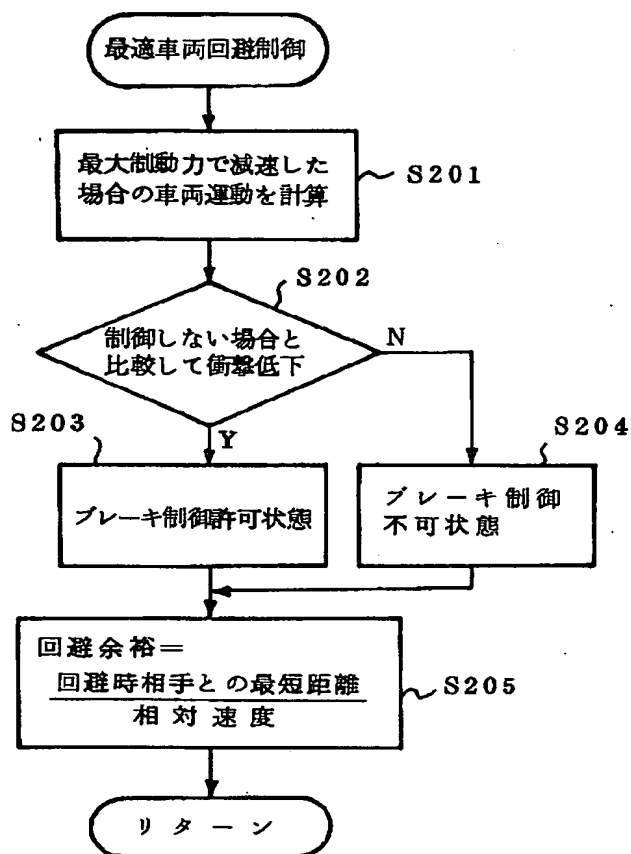 最適車両回避制御
最大制動力で減速した
場合の車両運動を計算
S201
S202
制御しない場合と
比較して衝撃低下
N
S203
Y
S204
ブレーキ制御許可状態
ブレーキ制御
不可状態
回避余裕=
回避時相手との最短距離
相対速度
S205
リターン